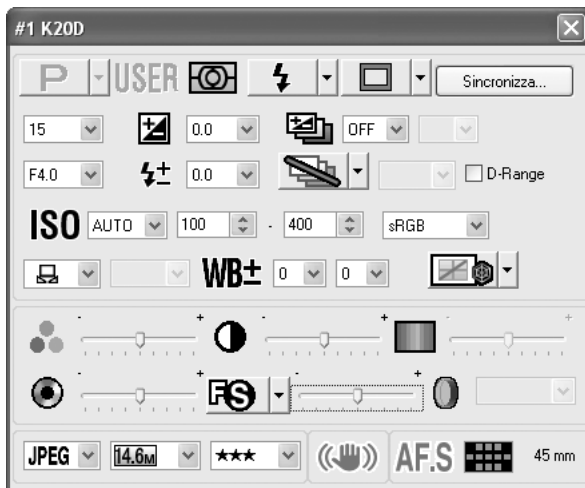 #1 K20D
P USER Sincronizza...
15 0.0 OFF
F4.0 0.0 D-Range
ISO AUTO 100 - 400 sRGB
WB± 0 0
- + - + - +
- + FS - +
JPEG 14.6M ★★★ AF.S 45 mm